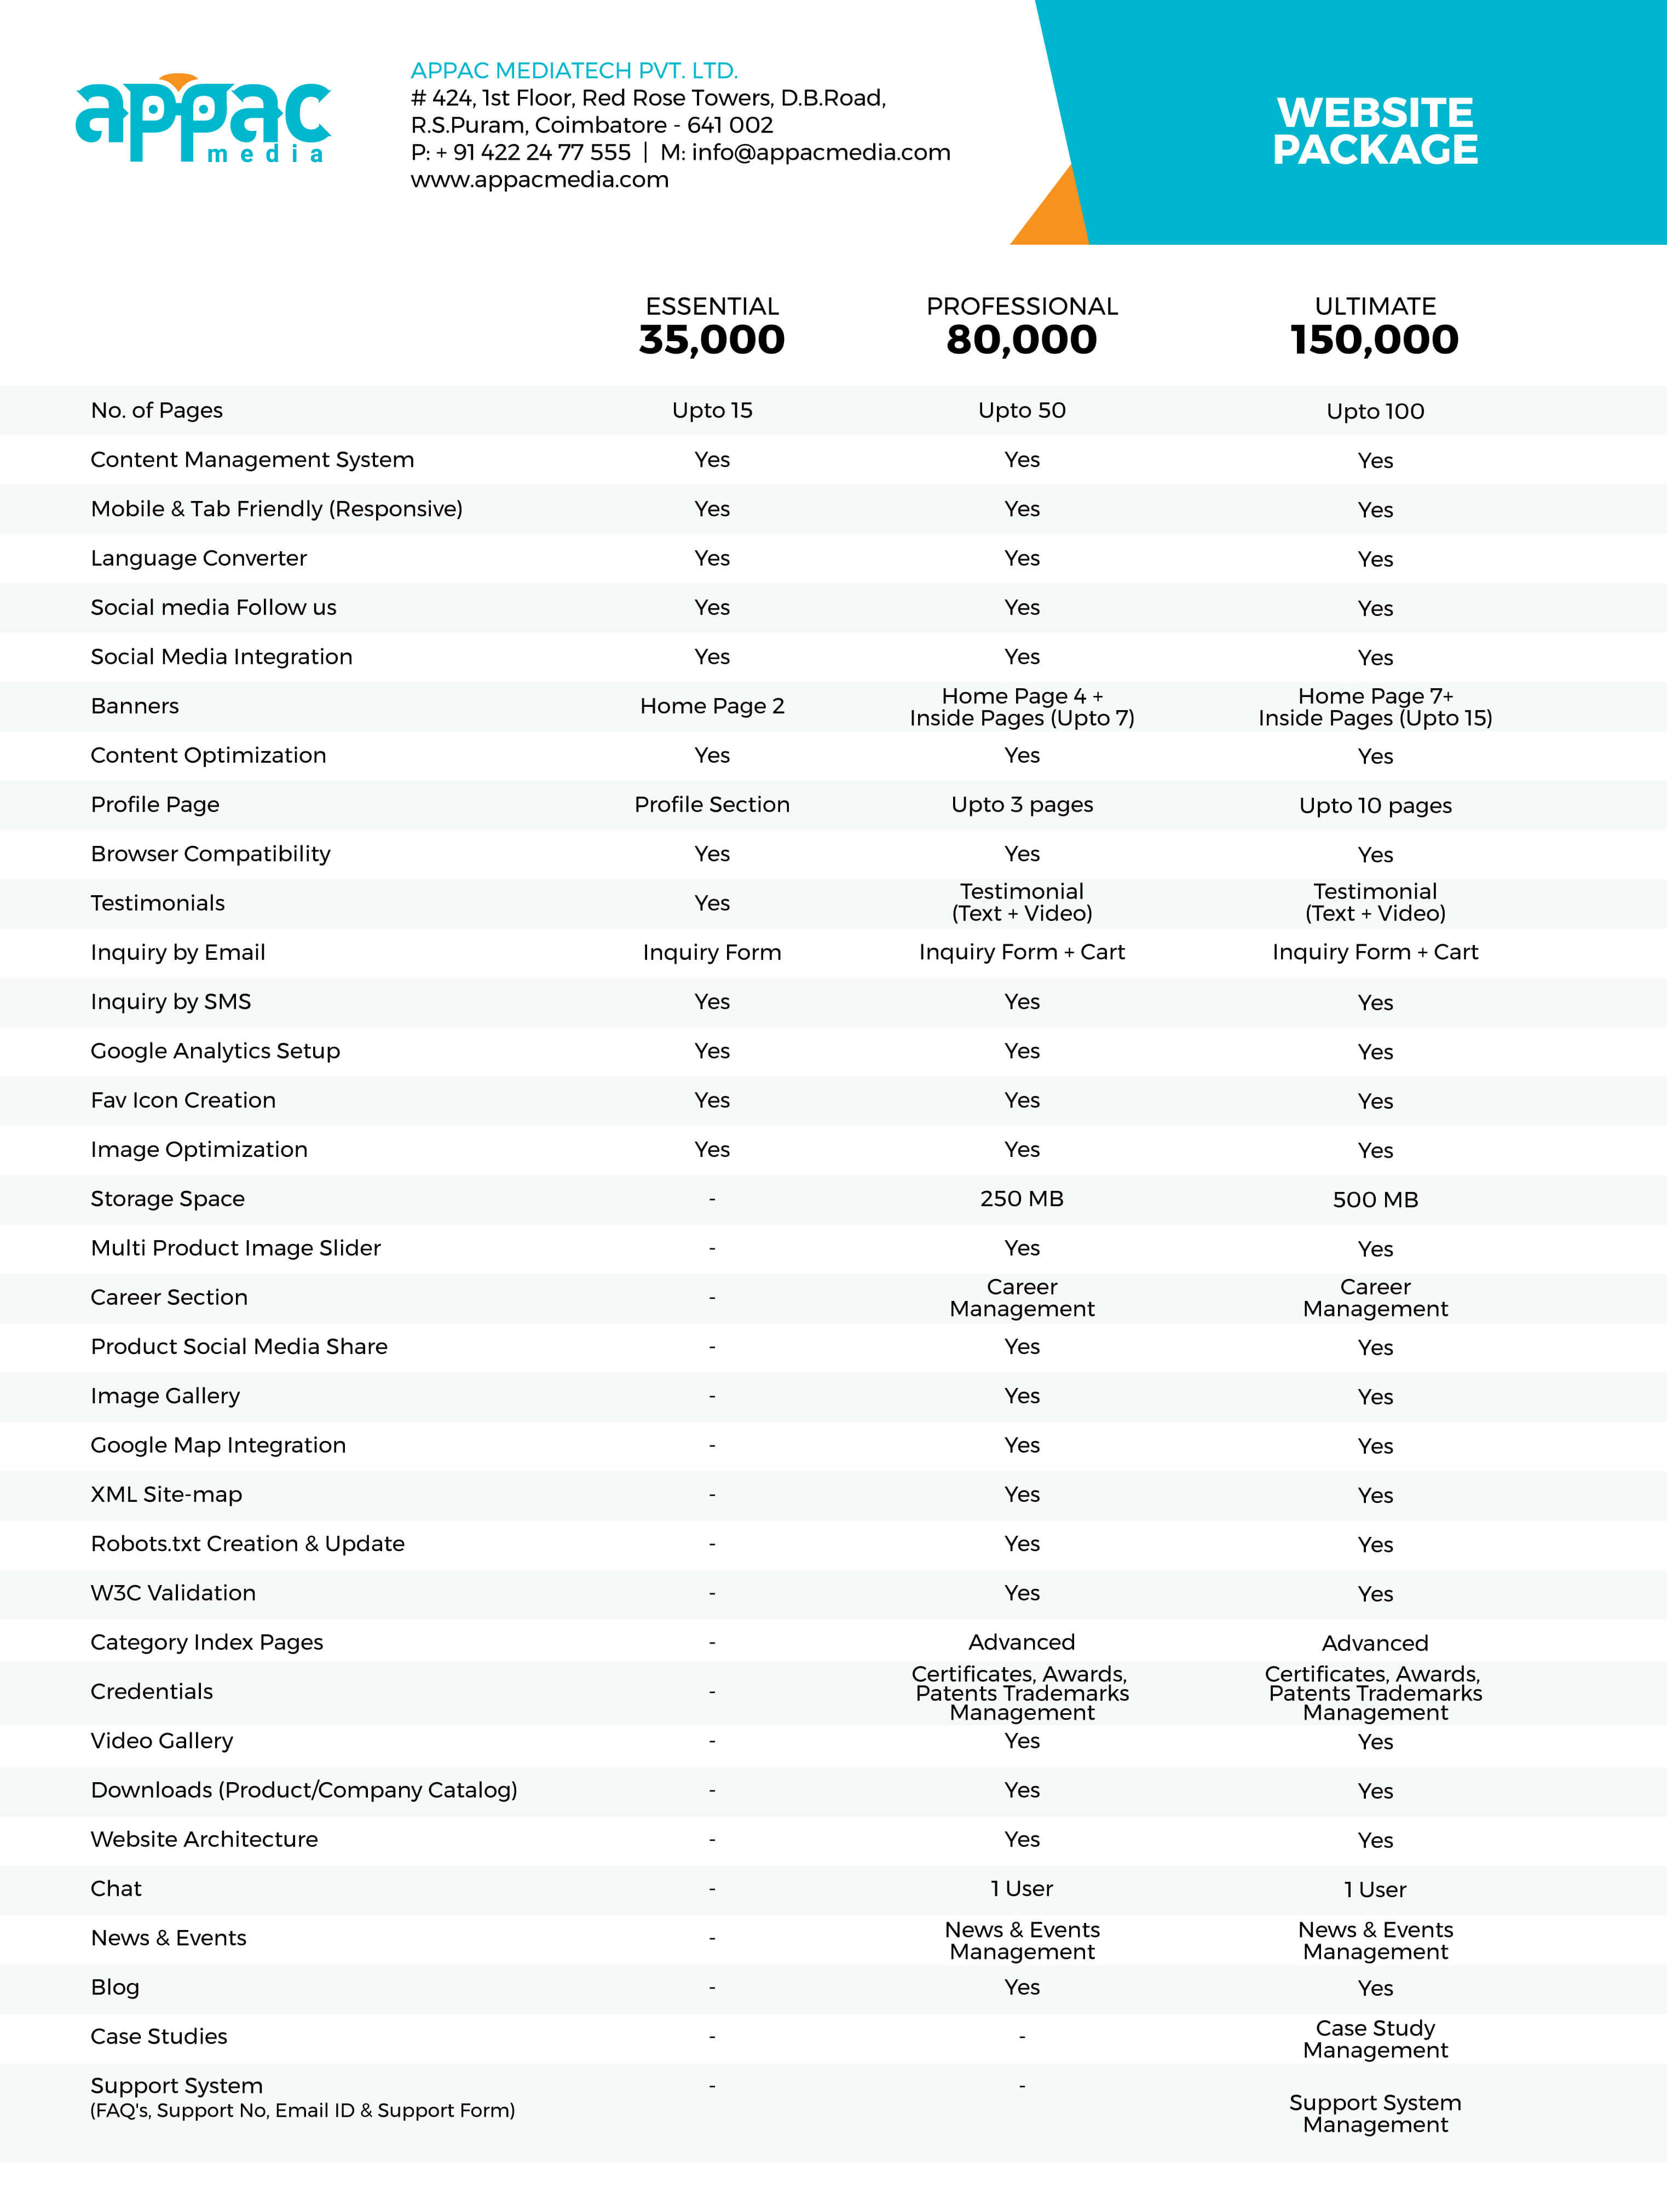 appac
media
APPAC MEDIATECH PVT. LTD.
# 424, 1st Floor, Red Rose Towers, D.B.Road,
R.S.Puram, Coimbatore - 641 002
P: + 91 422 24 77 555 | M: info@appacmedia.com
www.appacmedia.com
WEBSITE
PACKAGE
ESSENTIAL PROFESSIONAL ULTIMATE
35,000 80,000 150,000
No. of Pages Upto 15 Upto 50 Upto 100
Content Management System Yes Yes Yes
Mobile & Tab Friendly (Responsive) Yes Yes Yes
Language Converter Yes Yes Yes
Social media Follow us Yes Yes Yes
Social Media Integration Yes Yes Yes
Banners Home Page 2 Home Page 4 + Home Page 7+
Inside Pages (Upto 7) Inside Pages (Upto 15)
Content Optimization Yes Yes Yes
Profile Page Profile Section Upto 3 pages Upto 10 pages
Browser Compatibility Yes Yes Yes
Testimonials Yes Testimonial Testimonial
(Text + Video) (Text + Video)
Inquiry by Email Inquiry Form Inquiry Form + Cart Inquiry Form + Cart
Inquiry by SMS Yes Yes Yes
Google Analytics Setup Yes Yes Yes
Fav Icon Creation Yes Yes Yes
Image Optimization Yes Yes Yes
Storage Space - 250 MB 500 MB
Multi Product Image Slider - Yes Yes
Career Section - Career Career
Management Management
Product Social Media Share - Yes Yes
Image Gallery - Yes Yes
Google Map Integration - Yes Yes
XML Site-map - Yes Yes
Robots.txt Creation & Update - Yes Yes
W3C Validation - Yes Yes
Category Index Pages - Advanced Advanced
Certificates, Awards, Certificates, Awards,
Credentials - Patents Trademarks Patents Trademarks
Management Management
Video Gallery - Yes Yes
Downloads (Product/Company Catalog) - Yes Yes
Website Architecture - Yes Yes
Chat - 1 User 1 User
News & Events - News & Events News & Events
Management Management
Blog - Yes Yes
Case Studies - - Case Study
Management
Support System - -
(FAQ's, Support No, Email ID & Support Form) Support System
Management